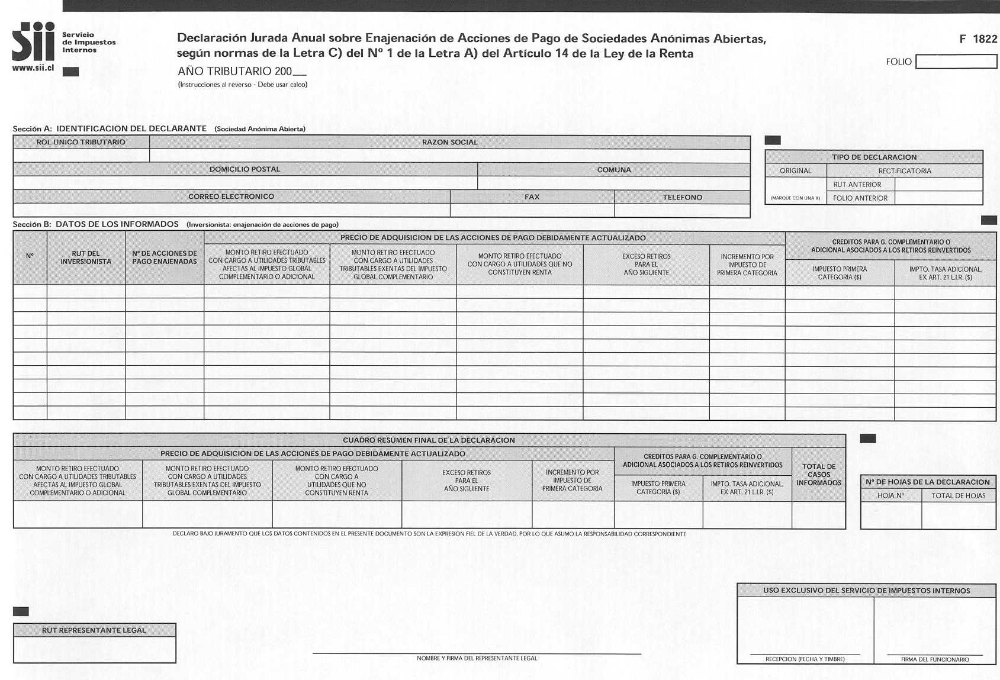 Sii
Servicio
de Impuestos
Internos
www.sii.cl
Declaración Jurada Anual sobre Enajenación de Acciones de Pago de Sociedades Anónimas Abiertas,
según normas de la Letra C) del Nº 1 de la Letra A) del Artículo 14 de la Ley de la Renta
AÑO TRIBUTARIO 200__
(Instrucciones al reverso - Debe usar calco)
F 1822
FOLIO
Sección A: IDENTIFICACION DEL DECLARANTE (Sociedad Anónima Abierta)
ROL UNICO TRIBUTARIO
RAZON SOCIAL
DOMICILIO POSTAL
COMUNA
CORREO ELECTRONICO
FAX
TELEFONO
TIPO DE DECLARACION
ORIGINAL
RECTIFICATORIA
RUT ANTERIOR
(MARQUE CON UNA X)
FOLIO ANTERIOR
Sección B: DATOS DE LOS INFORMADOS (Inversionista: enajenación de acciones de pago)
Nº
RUT DEL
INVERSIONISTA
Nº DE ACCIONES DE
PAGO ENAJENADAS
PRECIO DE ADQUISICION DE LAS ACCIONES DE PAGO DEBIDAMENTE ACTUALIZADO
MONTO RETIRO EFECTUADO
CON CARGO A UTILIDADES TRIBUTABLES
AFECTAS AL IMPUESTO GLOBAL
COMPLEMENTARIO O ADICIONAL
MONTO RETIRO EFECTUADO
CON CARGO A UTILIDADES
TRIBUTABLES EXENTAS DEL IMPUESTO
GLOBAL COMPLEMENTARIO
MONTO RETIRO EFECTUADO
CON CARGO A UTILIDADES QUE NO
CONSTITUYEN RENTA
EXCESO RETIROS
PARA EL
AÑO SIGUIENTE
INCREMENTO POR
IMPUESTO DE
PRIMERA CATEGORIA
CREDITOS PARA G. COMPLEMENTARIO O
ADICIONAL ASOCIADOS A LOS RETIROS REINVERTIDOS
IMPUESTO PRIMERA
CATEGORIA ($)
IMPTO. TASA ADICIONAL,
EX ART. 21 L.I.R. ($)
CUADRO RESUMEN FINAL DE LA DECLARACION
PRECIO DE ADQUISICION DE LAS ACCIONES DE PAGO DEBIDAMENTE ACTUALIZADO
MONTO RETIRO EFECTUADO
CON CARGO A UTILIDADES TRIBUTABLES
AFECTAS AL IMPUESTO GLOBAL
COMPLEMENTARIO O ADICIONAL
MONTO RETIRO EFECTUADO
CON CARGO A UTILIDADES
TRIBUTABLES EXENTAS DEL IMPUESTO
GLOBAL COMPLEMENTARIO
MONTO RETIRO EFECTUADO
CON CARGO A
UTILIDADES QUE NO
CONSTITUYEN RENTA
EXCESO RETIROS
PARA EL
AÑO SIGUIENTE
INCREMENTO POR
IMPUESTO DE
PRIMERA CATEGORIA
CREDITOS PARA G. COMPLEMENTARIO O
ADICIONAL ASOCIADOS A LOS RETIROS REINVERTIDOS
IMPUESTO PRIMERA
CATEGORIA ($)
IMPTO. TASA ADICIONAL,
EX ART. 21 L.I.R. ($)
TOTAL DE
CASOS
INFORMADOS
Nº DE HOJAS DE LA DECLARACION
HOJA Nº
TOTAL DE HOJAS
DECLARO BAJO JURAMENTO QUE LOS DATOS CONTENIDOS EN EL PRESENTE DOCUMENTO SON LA EXPRESION FIEL DE LA VERDAD, POR LO QUE ASUMO LA RESPONSABILIDAD CORRESPONDIENTE
RUT REPRESENTANTE LEGAL
NOMBRE Y FIRMA DEL REPRESENTANTE LEGAL
USO EXCLUSIVO DEL SERVICIO DE IMPUESTOS INTERNOS
RECEPCION (FECHA Y TIMBRE)
FIRMA DEL FUNCIONARIO